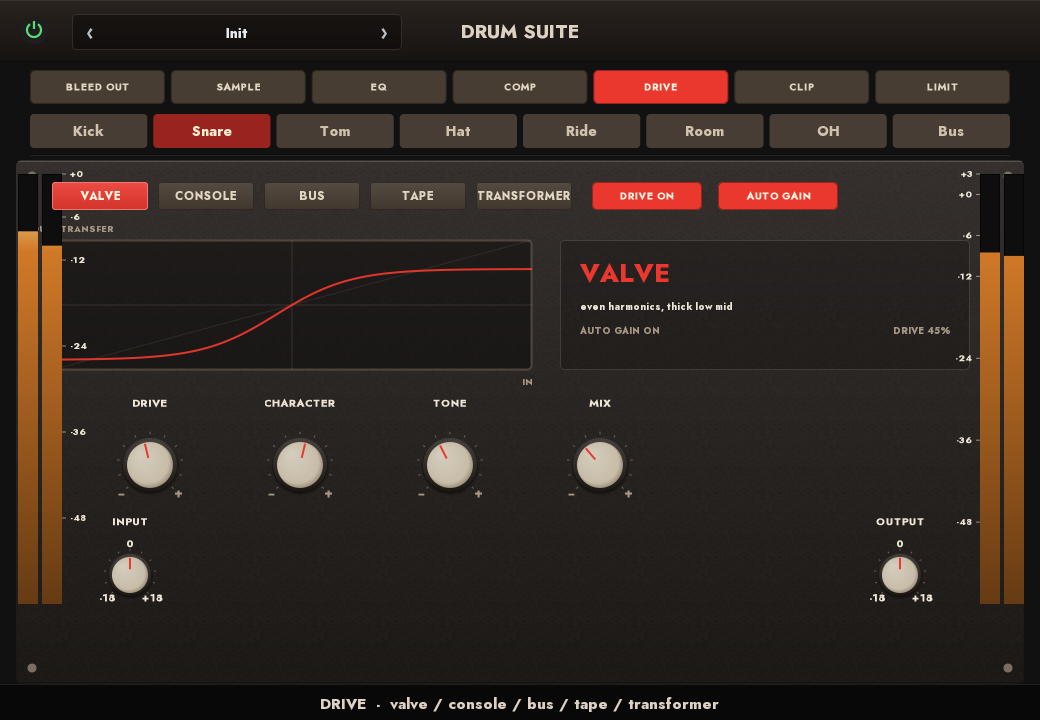 ‹ Init ›
DRUM SUITE
BLEED OUT SAMPLE EQ COMP DRIVE CLIP LIMIT
Kick Snare Tom Hat Ride Room OH Bus
VALVE CONSOLE BUS TAPE TRANSFORMER DRIVE ON AUTO GAIN
TRANSFER
+0
-6
-12
-24
-36
-48
VALVE
even harmonics, thick low mid
AUTO GAIN ON DRIVE 45%
IN
+3
+0
-6
-12
-24
-36
-48
DRIVE CHARACTER TONE MIX
- + - + - + - +
INPUT
0
-18 +18
OUTPUT
0
-18 +18
DRIVE - valve / console / bus / tape / transformer